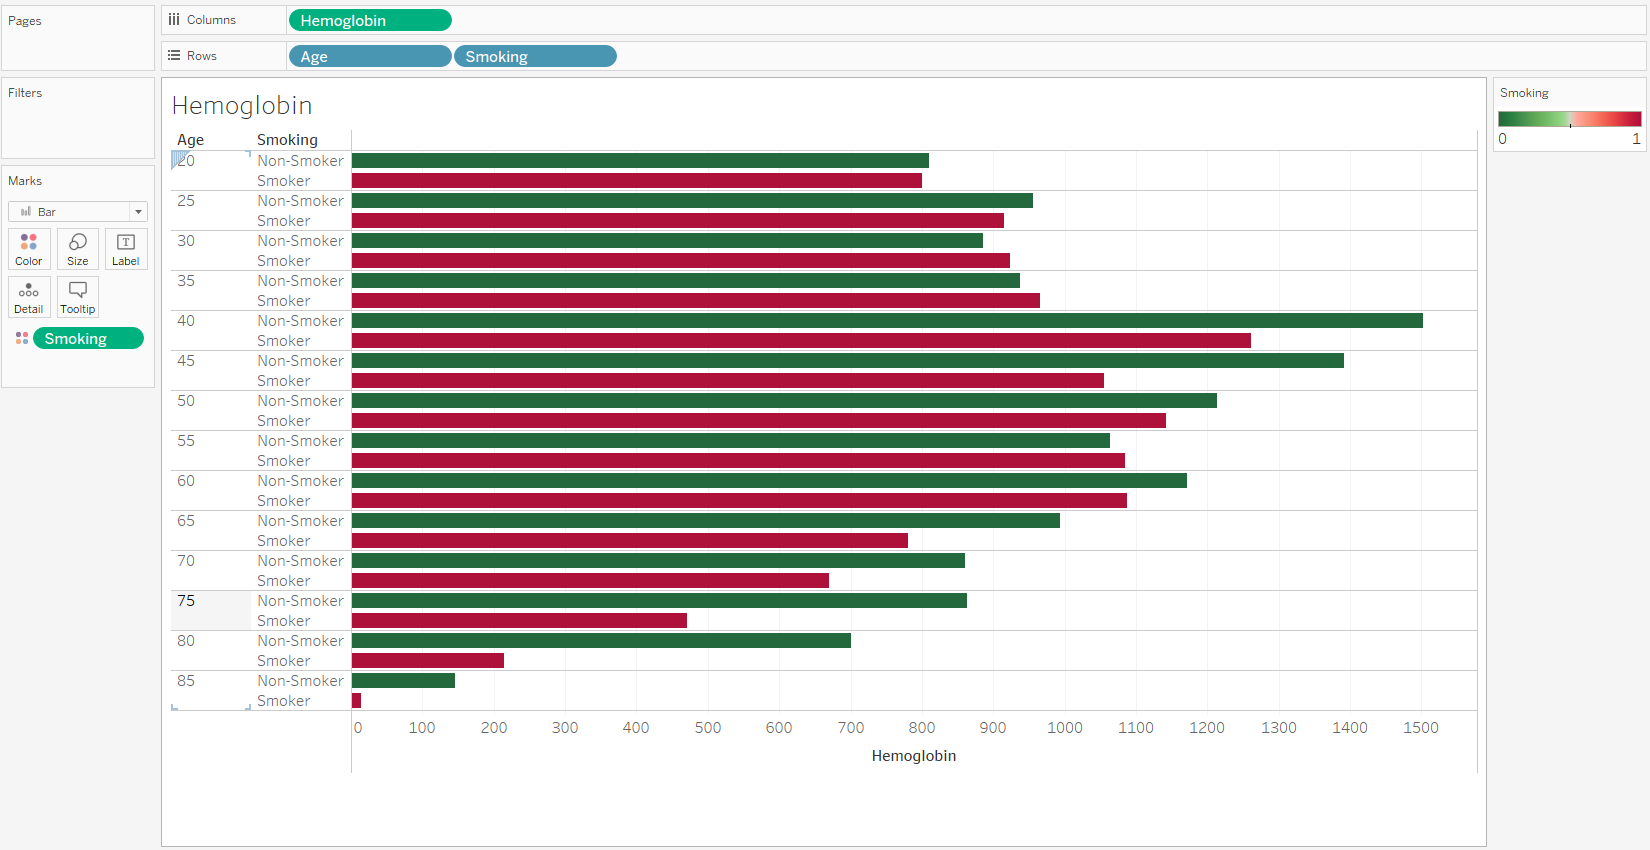 Pages
Columns Hemoglobin
Rows Age Smoking
Filters
Marks
Bar
Color Size Label
Detail Tooltip
Smoking
Hemoglobin
Age Smoking
20 Non-Smoker
Smoker
25 Non-Smoker
Smoker
30 Non-Smoker
Smoker
35 Non-Smoker
Smoker
40 Non-Smoker
Smoker
45 Non-Smoker
Smoker
50 Non-Smoker
Smoker
55 Non-Smoker
Smoker
60 Non-Smoker
Smoker
65 Non-Smoker
Smoker
70 Non-Smoker
Smoker
75 Non-Smoker
Smoker
80 Non-Smoker
Smoker
85 Non-Smoker
Smoker
0 100 200 300 400 500 600 700 800 900 1000 1100 1200 1300 1400 1500
Hemoglobin
Smoking
0 1